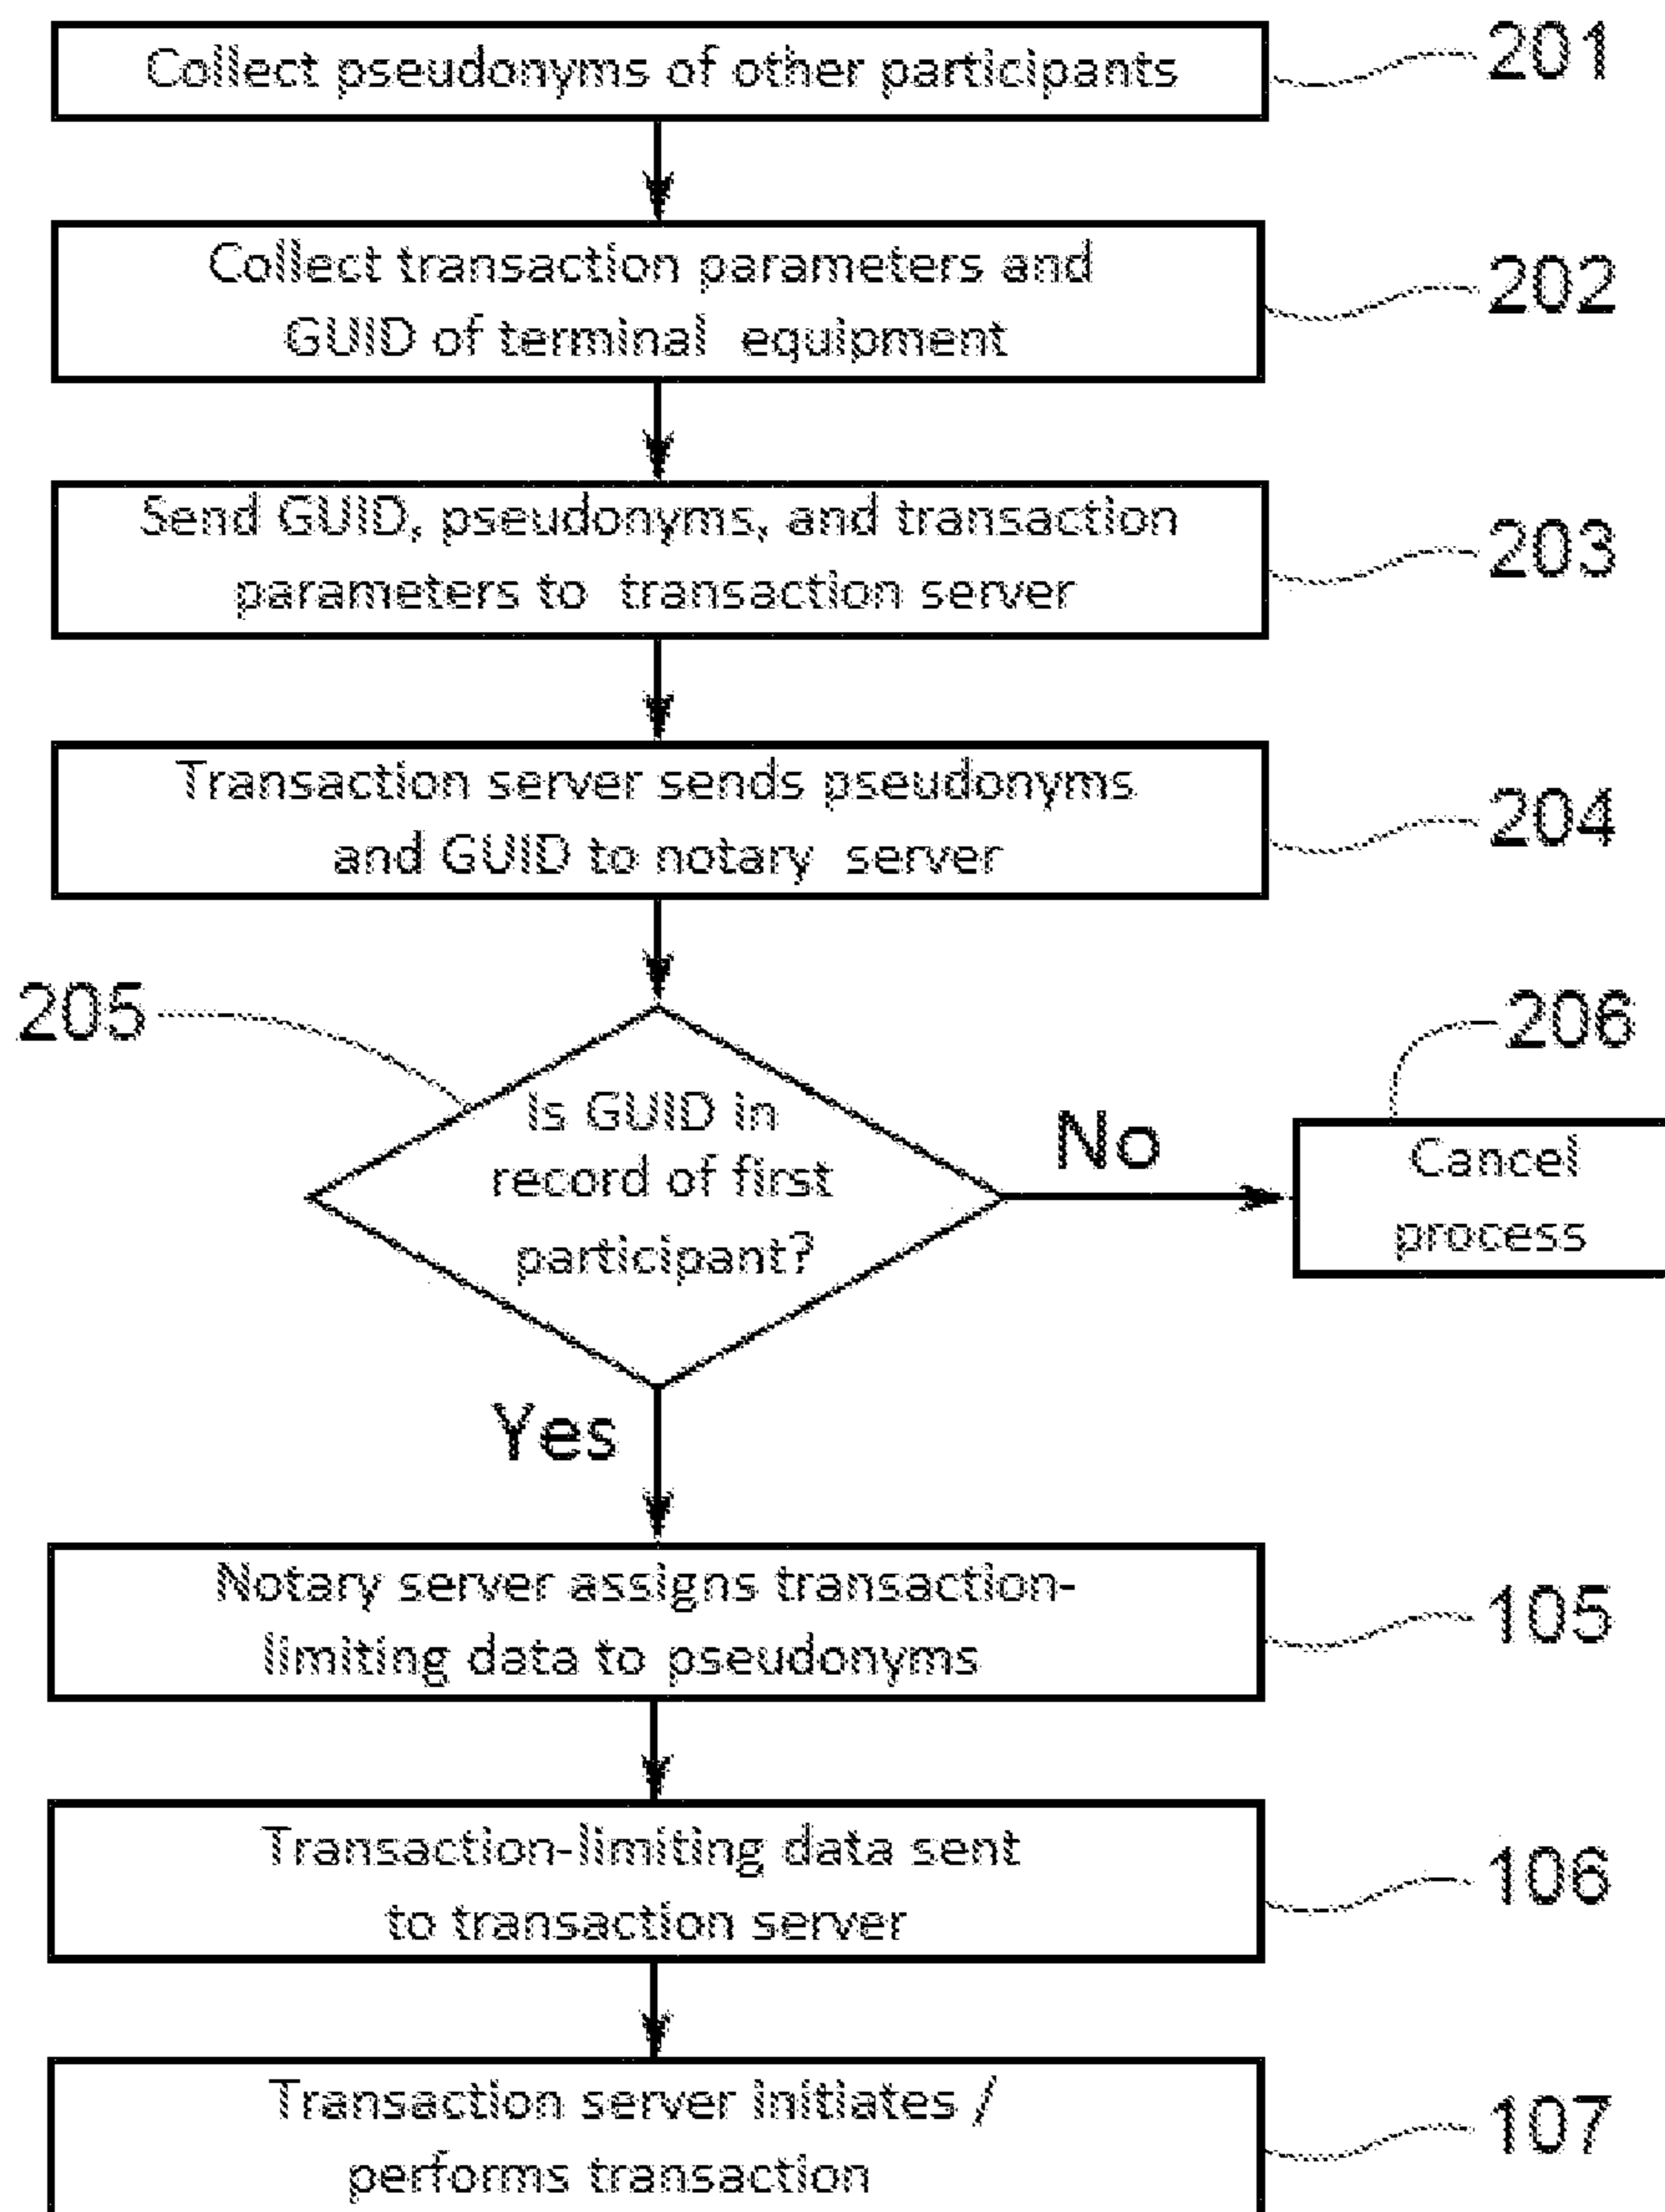 Collect pseudonyms of other participants
201
Collect transaction parameters and
GUID of terminal equipment
202
Send GUID, pseudonyms, and transaction
parameters to transaction server
203
Transaction server sends pseudonyms
and GUID to notary server
204
205
Is GUID in
record of first
participant?
No
206
Cancel
process
Yes
Notary server assigns transaction-
limiting data to pseudonyms
105
Transaction-limiting data sent
to transaction server
106
Transaction server initiates /
performs transaction
107